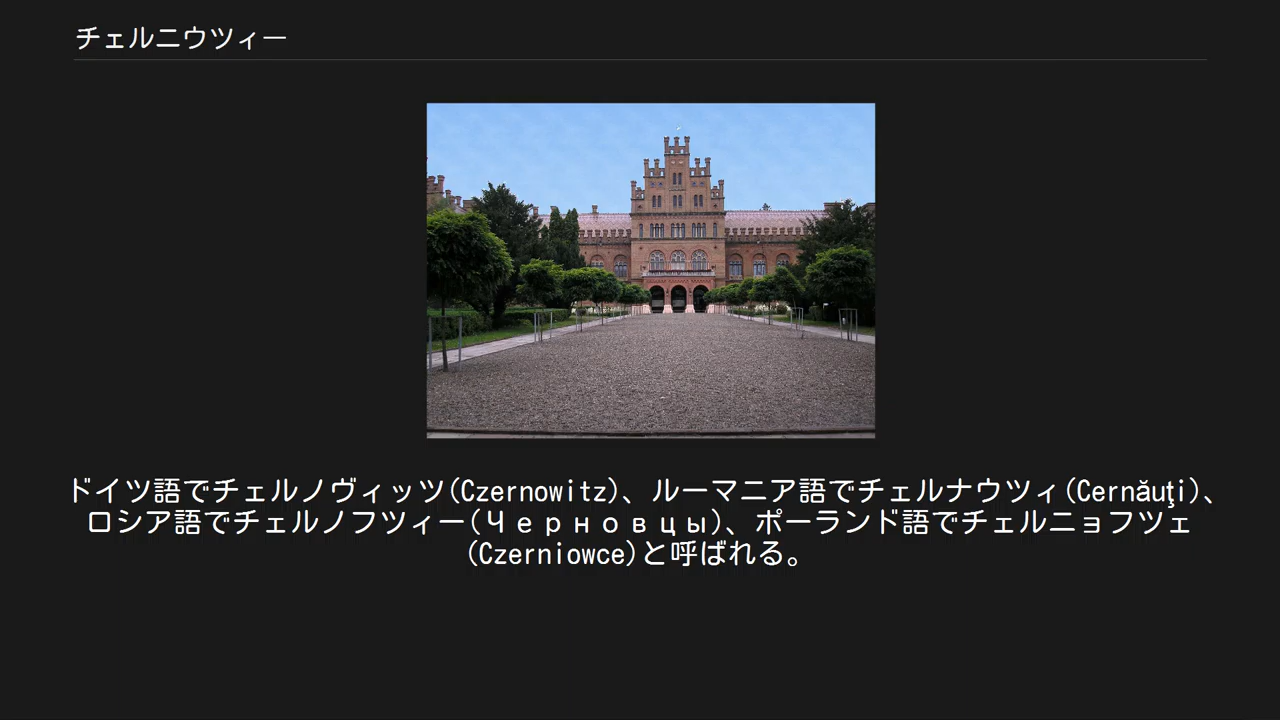 チェルニウツィー
ドイツ語でチェルノヴィッツ(Czernowitz)、ルーマニア語でチェルナウツィ(Cernăuţi)、
ロシア語でチェルノフツィー(Черновцы)、ポーランド語でチェルニョフツェ
(Czerniowce)と呼ばれる。